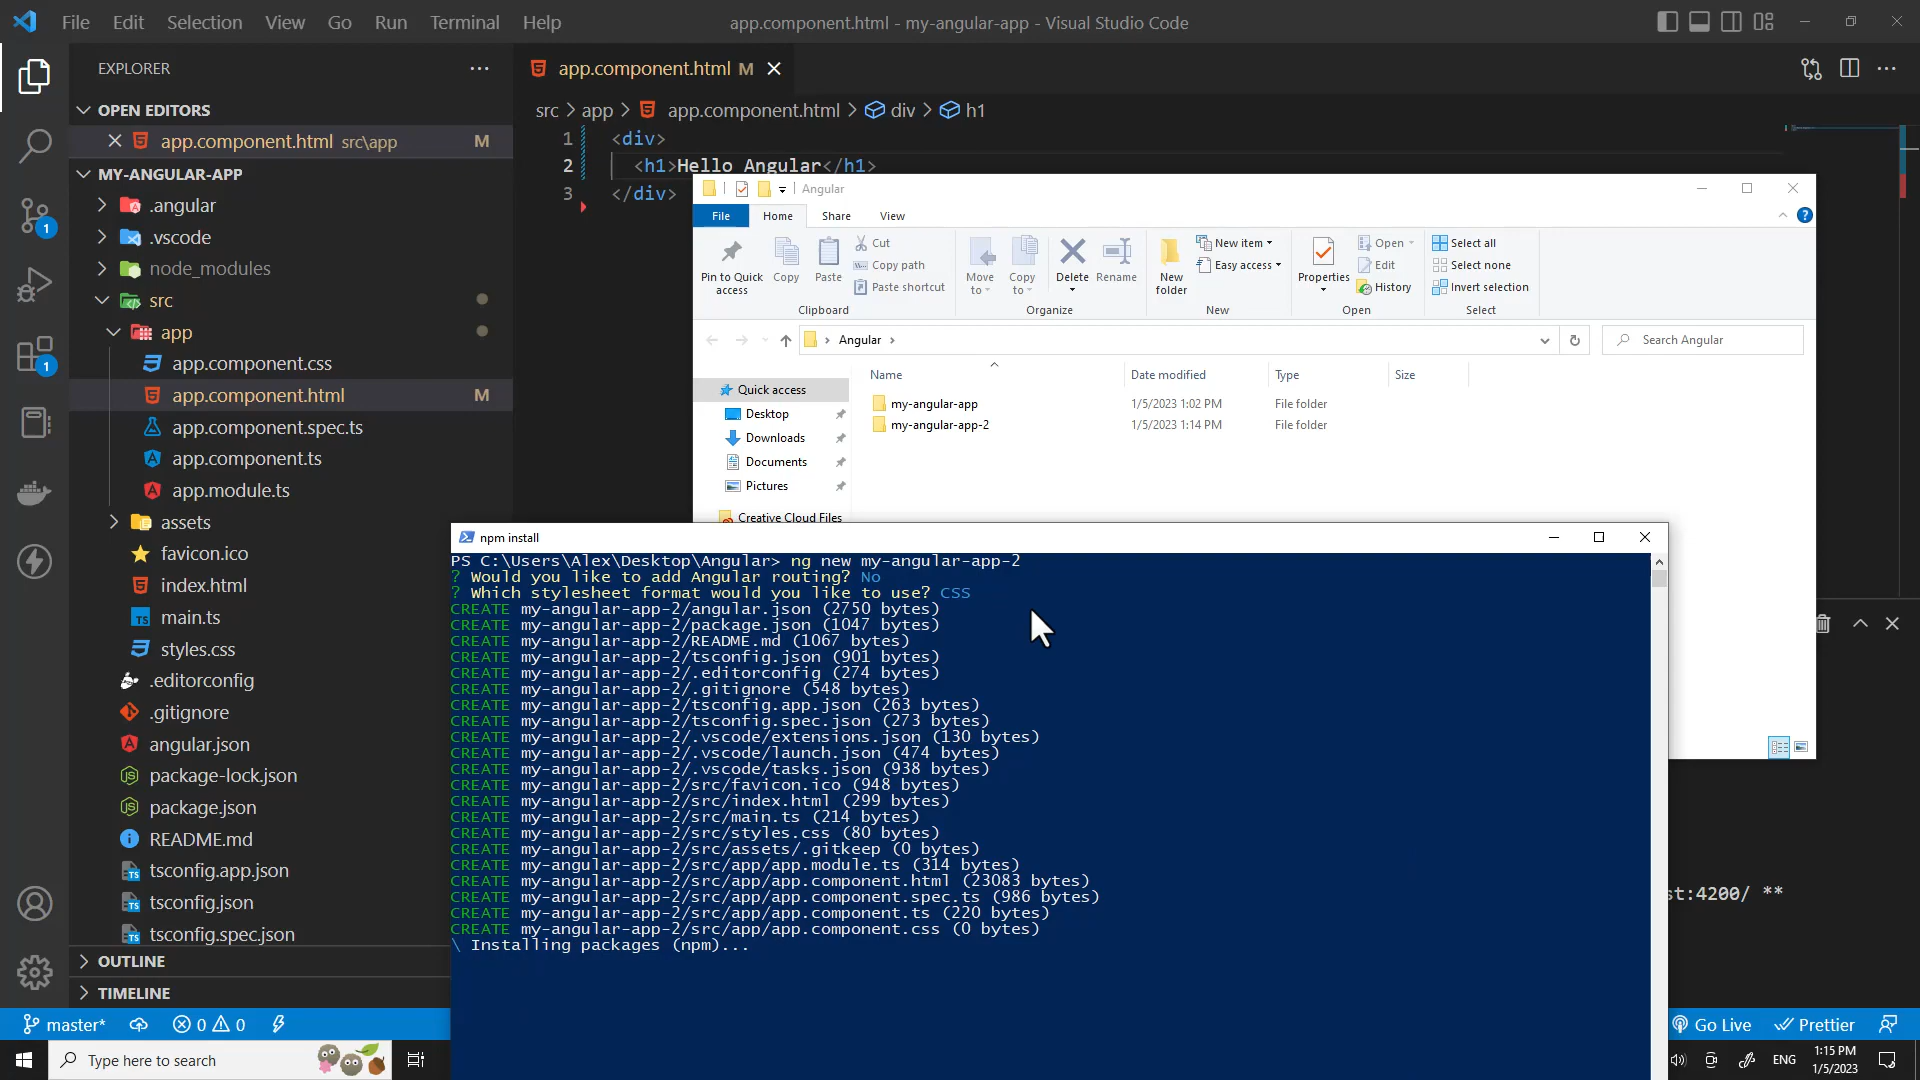 File Edit Selection View Go Run Terminal Help
app.component.html - my-angular-app - Visual Studio Code
EXPLORER
OPEN EDITORS
app.component.html src\app M
MY-ANGULAR-APP
.angular
.vscode
node_modules
src
app
app.component.css
app.component.html M
app.component.spec.ts
app.component.ts
app.module.ts
assets
favicon.ico
index.html
main.ts
styles.css
.editorconfig
.gitignore
angular.json
package-lock.json
package.json
README.md
tsconfig.app.json
tsconfig.json
tsconfig.spec.json
OUTLINE
TIMELINE
1
1
app.component.html M
src > app > app.component.html > div > h1
1 <div>
2 <h1>Hello Angular</h1>
3 </div>
Angular
File Home Share View
Pin to Quick access
Copy
Paste
Cut
Copy path
Paste shortcut
Clipboard
Move to
Copy to
Delete
Rename
Organize
New folder
New item
Easy access
New
Properties
Open
Edit
History
Open
Select all
Select none
Invert selection
Select
Angular
Search Angular
Name Date modified Type Size
my-angular-app 1/5/2023 1:02 PM File folder
my-angular-app-2 1/5/2023 1:14 PM File folder
Quick access
Desktop
Downloads
Documents
Pictures
Creative Cloud Files
npm install
PS C:\Users\Alex\Desktop\Angular> ng new my-angular-app-2
? Would you like to add Angular routing? No
? Which stylesheet format would you like to use? CSS
CREATE my-angular-app-2/angular.json (2750 bytes)
CREATE my-angular-app-2/package.json (1047 bytes)
CREATE my-angular-app-2/README.md (1067 bytes)
CREATE my-angular-app-2/tsconfig.json (901 bytes)
CREATE my-angular-app-2/.editorconfig (274 bytes)
CREATE my-angular-app-2/.gitignore (548 bytes)
CREATE my-angular-app-2/tsconfig.app.json (263 bytes)
CREATE my-angular-app-2/tsconfig.spec.json (273 bytes)
CREATE my-angular-app-2/.vscode/extensions.json (130 bytes)
CREATE my-angular-app-2/.vscode/launch.json (474 bytes)
CREATE my-angular-app-2/.vscode/tasks.json (938 bytes)
CREATE my-angular-app-2/src/favicon.ico (948 bytes)
CREATE my-angular-app-2/src/index.html (299 bytes)
CREATE my-angular-app-2/src/main.ts (214 bytes)
CREATE my-angular-app-2/src/styles.css (80 bytes)
CREATE my-angular-app-2/src/assets/.gitkeep (0 bytes)
CREATE my-angular-app-2/src/app/app.module.ts (314 bytes)
CREATE my-angular-app-2/src/app/app.component.html (23083 bytes)
CREATE my-angular-app-2/src/app/app.component.spec.ts (986 bytes)
CREATE my-angular-app-2/src/app/app.component.ts (220 bytes)
CREATE my-angular-app-2/src/app/app.component.css (0 bytes)
\ Installing packages (npm)...
st:4200/ **
master* 0 0
Go Live Prettier
Type here to search
ENG
1:15 PM
1/5/2023